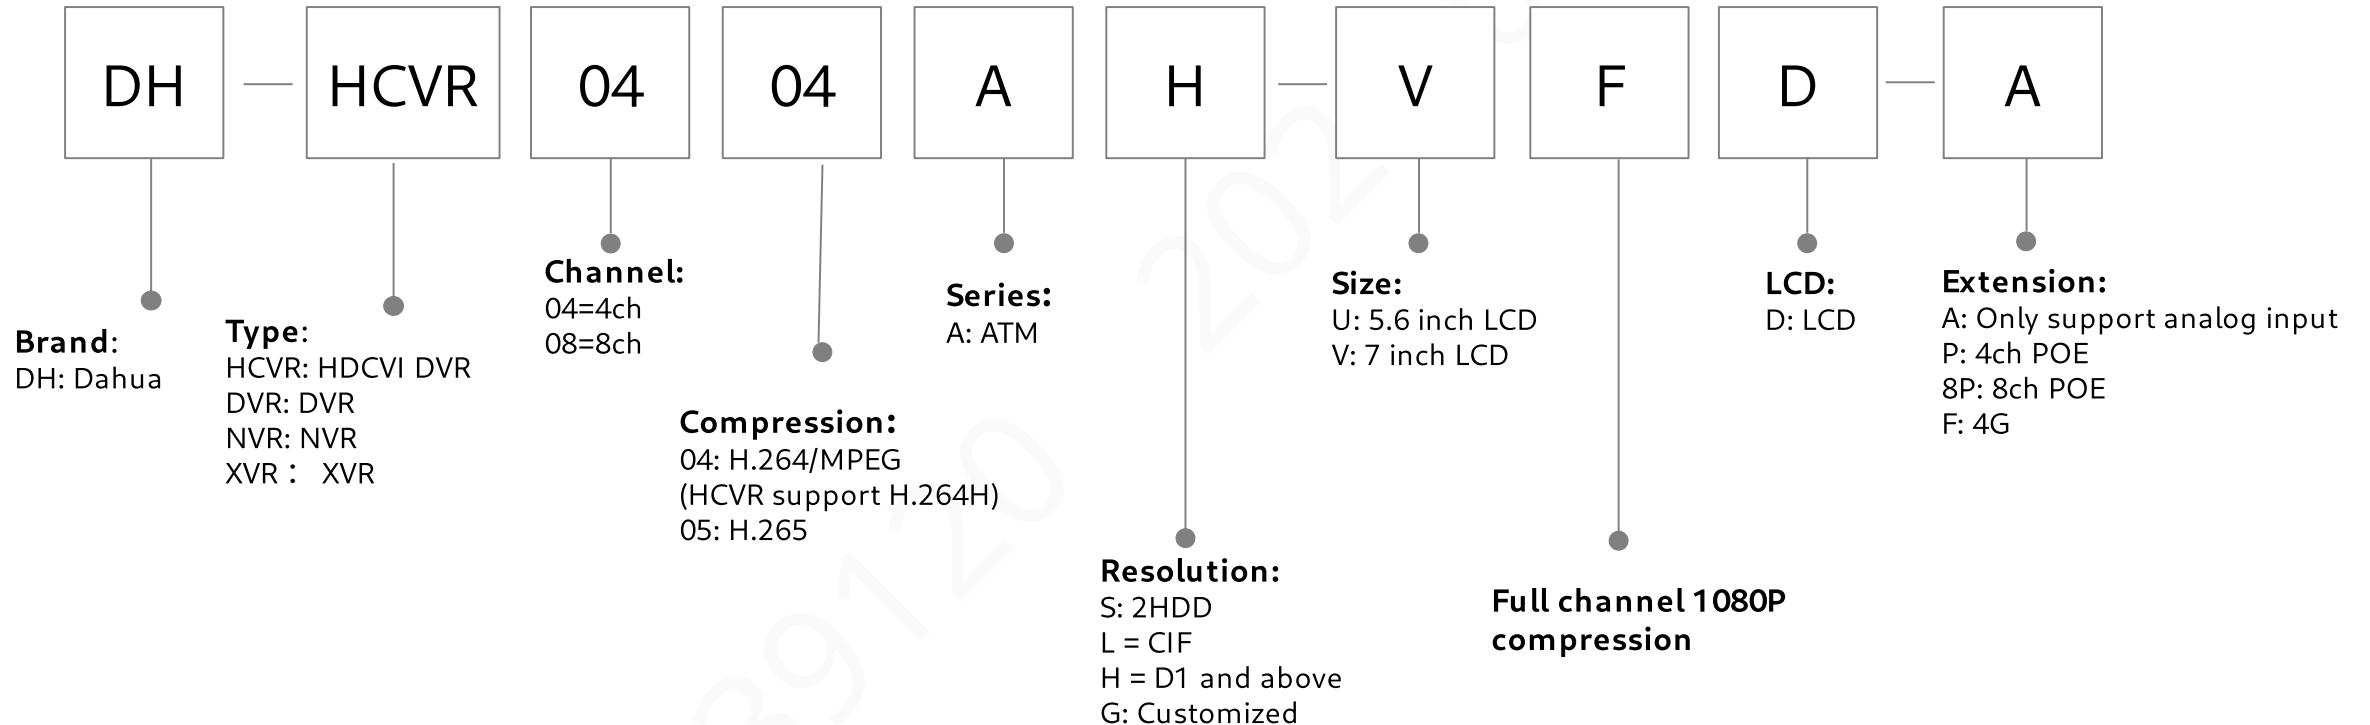 DH — HCVR 04 04 A H — V F D — A
Brand:
DH: Dahua
Type:
HCVR: HDCVI DVR
DVR: DVR
NVR: NVR
XVR： XVR
Channel:
04=4ch
08=8ch
Compression:
04: H.264/MPEG
(HCVR support H.264H)
05: H.265
Series:
A: ATM
Resolution:
S: 2HDD
L = CIF
H = D1 and above
G: Customized
Size:
U: 5.6 inch LCD
V: 7 inch LCD
Full channel 1080P
compression
LCD:
D: LCD
Extension:
A: Only support analog input
P: 4ch POE
8P: 8ch POE
F: 4G